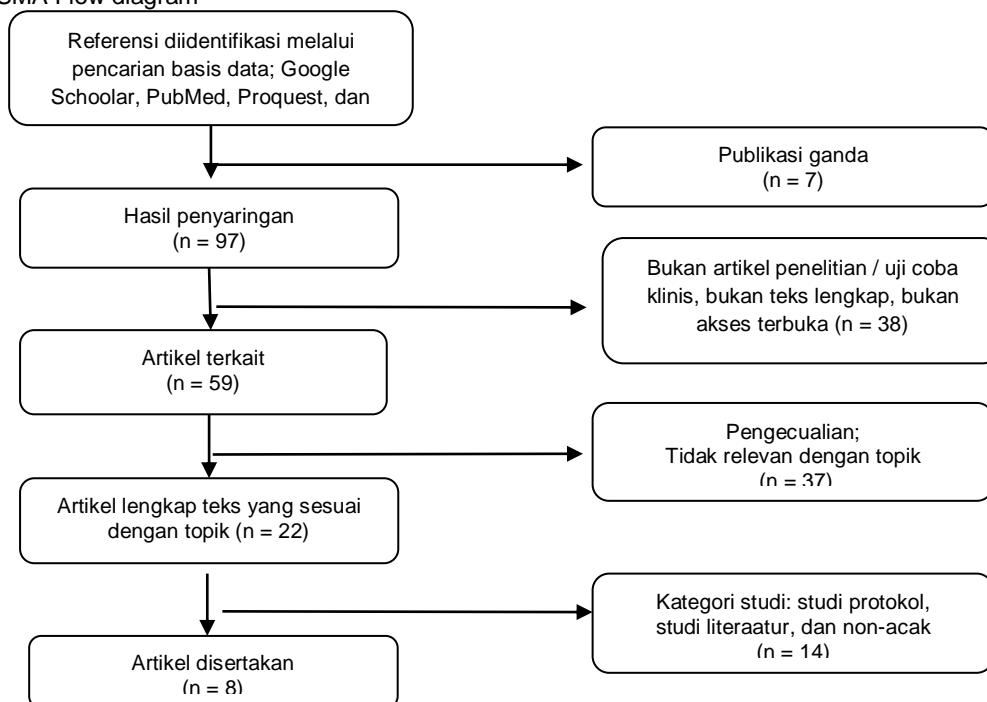 SMA Flow diagram
Referensi diidentifikasi melalui
pencarian basis data; Google
Schoolar, PubMed, Proquest, dan
Publikasi ganda
(n = 7)
Hasil penyaringan
(n = 97)
Bukan artikel penelitian / uji coba
klinis, bukan teks lengkap, bukan
akses terbuka (n = 38)
Artikel terkait
(n = 59)
Pengecualian;
Tidak relevan dengan topik
(n = 37)
Artikel lengkap teks yang sesuai
dengan topik (n = 22)
Kategori studi: studi protokol,
studi literaatur, dan non-acak
(n = 14)
Artikel disertakan
(n = 8)